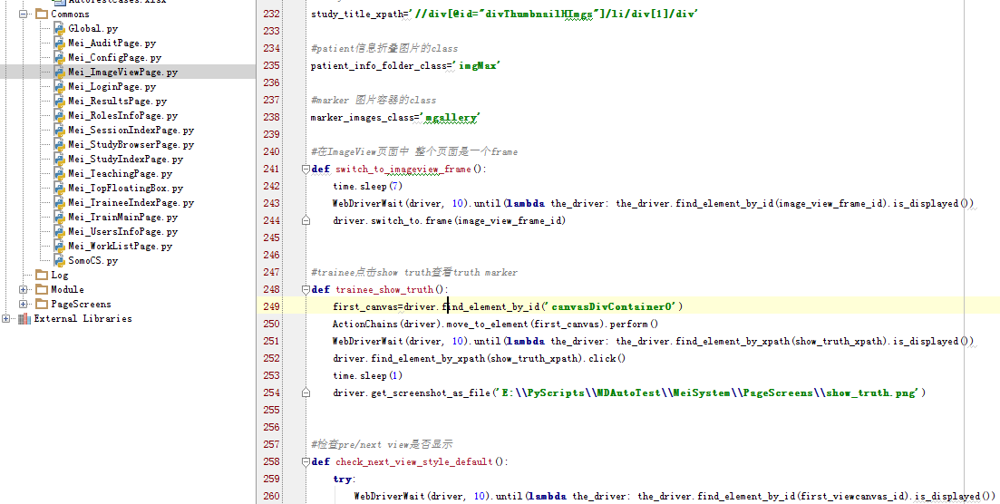 AutoTestCases.xlsx
Commons
Global.py
Mei_AuditPage.py
Mei_ConfigPage.py
Mei_ImageViewPage.py
Mei_LoginPage.py
Mei_ResultsPage.py
Mei_RolesInfoPage.py
Mei_SessionIndexPage.py
Mei_StudyBrowserPage.py
Mei_StudyIndexPage.py
Mei_TeachingPage.py
Mei_TopFloatingBox.py
Mei_TraineeIndexPage.py
Mei_TrainMainPage.py
Mei_UsersInfoPage.py
Mei_WorkListPage.py
SomoCS.py
Log
Module
PageScreens
External Libraries
232 study_title_xpath='//div[@id="divThumbnailHImgs"]/li/div[1]/div'
233
234 #patient信息折叠图片的class
235 patient_info_folder_class='imgMax'
236
237 #marker 图片容器的class
238 marker_images_class='mgallery'
239
240 #在ImageView页面中 整个页面是一个frame
241 def switch_to_imageview_frame():
242 time.sleep(7)
243 WebDriverWait(driver, 10).until(lambda the_driver: the_driver.find_element_by_id(image_view_frame_id).is_displayed())
244 driver.switch_to.frame(image_view_frame_id)
245
246
247 #trainee点击show truth查看truth marker
248 def trainee_show_truth():
249 first_canvas=driver.find_element_by_id('canvasDivContainer0')
250 ActionChains(driver).move_to_element(first_canvas).perform()
251 WebDriverWait(driver, 10).until(lambda the_driver: the_driver.find_element_by_xpath(show_truth_xpath).is_displayed())
252 driver.find_element_by_xpath(show_truth_xpath).click()
253 time.sleep(1)
254 driver.get_screenshot_as_file('E:\\PyScripts\\MDAutoTest\\MeiSystem\\PageScreens\\show_truth.png')
255
256
257 #检查pre/next view是否显示
258 def check_next_view_style_default():
259 try:
260 WebDriverWait(driver, 10).until(lambda the_driver: the_driver.find_element_by_id(first_viewcanvas_id).is_displayed())